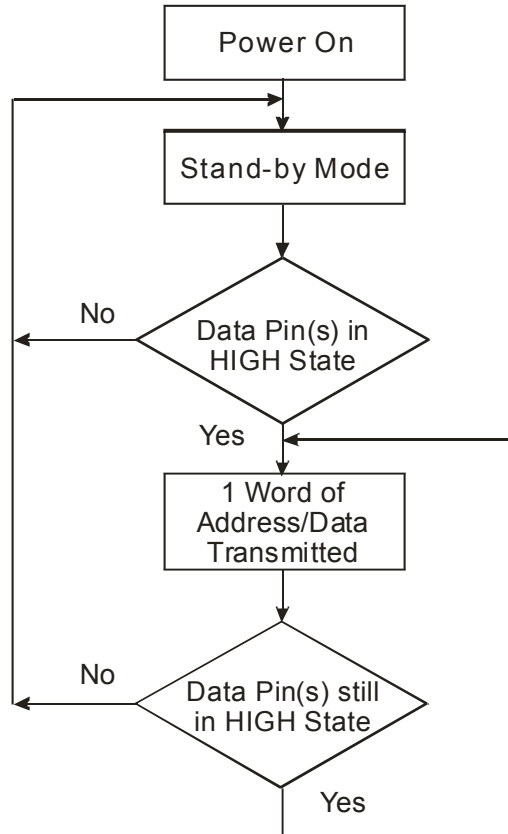 Power On
Stand-by Mode
No
Data Pin(s) in
HIGH State
Yes
1 Word of
Address/Data
Transmitted
No
Data Pin(s) still
in HIGH State
Yes